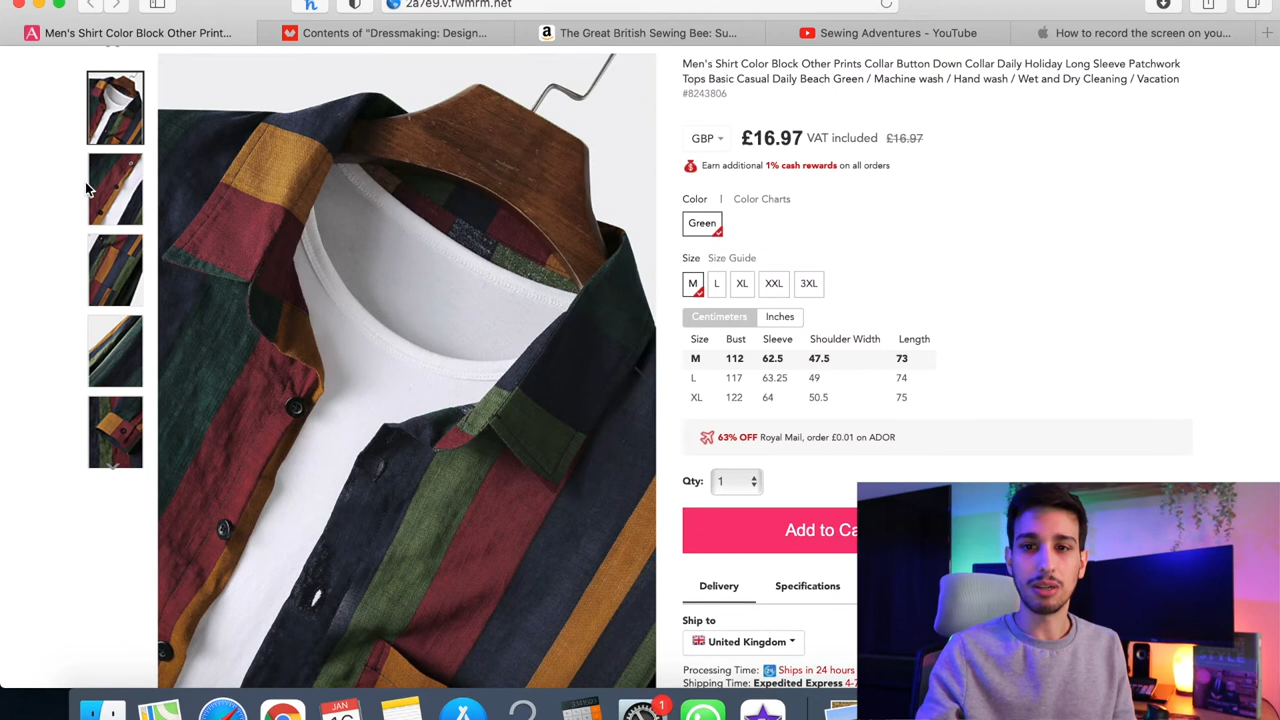 2a7e9.v.fwmrm.net
Men's Shirt Color Block Other Print...
Contents of "Dressmaking: Design...
The Great British Sewing Bee: Su...
Sewing Adventures - YouTube
How to record the screen on you...
Men's Shirt Color Block Other Prints Collar Button Down Collar Daily Holiday Long Sleeve Patchwork
Tops Basic Casual Daily Beach Green / Machine wash / Hand wash / Wet and Dry Cleaning / Vacation
#8243806
GBP £16.97 VAT included £16.97
$ Earn additional 1% cash rewards on all orders
Color | Color Charts
Green
Size Size Guide
M L XL XXL 3XL
Centimeters Inches
Size Bust Sleeve Shoulder Width Length
M 112 62.5 47.5 73
L 117 63.25 49 74
XL 122 64 50.5 75
63% OFF Royal Mail, order £0.01 on ADOR
Qty: 1
Add to Ca
Delivery Specifications
Ship to
United Kingdom
Processing Time: Ships in 24 hours
Shipping Time: Expedited Express 4-7
JAN
1